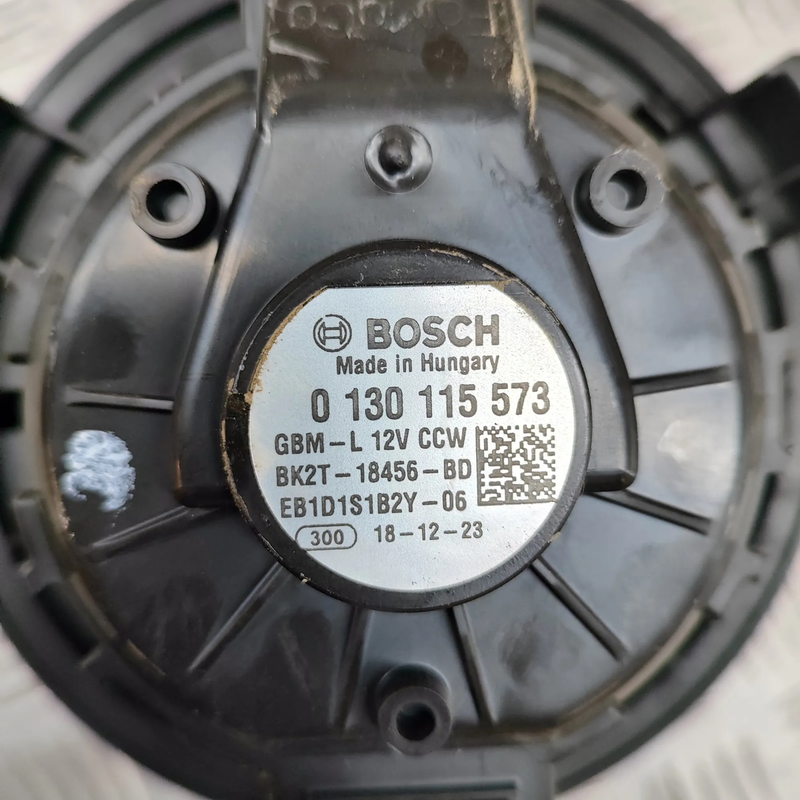 BOSCH
Made in Hungary
0 130 115 573
GBM-L 12V CCW
BK2T-18456-BD
EB1D1S1B2Y-06
300 18-12-23